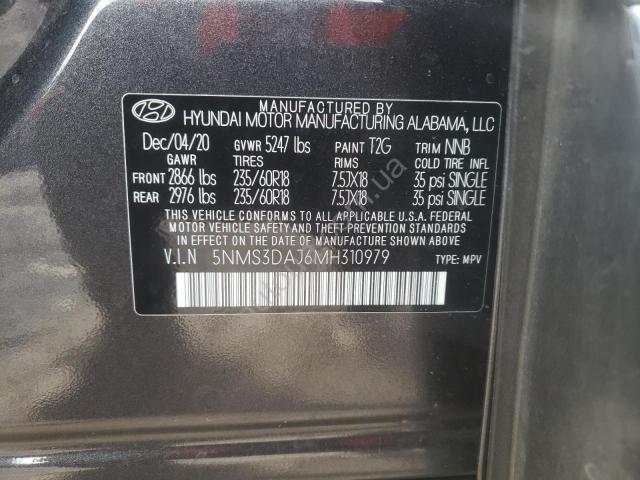 MANUFACTURED BY
HYUNDAI MOTOR MANUFACTURING ALABAMA, LLC
Dec/04/20 GVWR 5247 lbs PAINT T2G TRIM NNB
GAWR TIRES RIMS COLD TIRE INFL
FRONT 2866 lbs 235/60R18 7.5JX18 35 psi SINGLE
REAR 2976 lbs 235/60R18 7.5JX18 35 psi SINGLE
THIS VEHICLE CONFORMS TO ALL APPLICABLE U.S.A. FEDERAL
MOTOR VEHICLE SAFETY AND THEFT PREVENTION STANDARDS
IN EFFECT ON THE DATE OF MANUFACTURE SHOWN ABOVE.
V.I.N 5NMS3DAJ6MH310979 TYPE: MPV